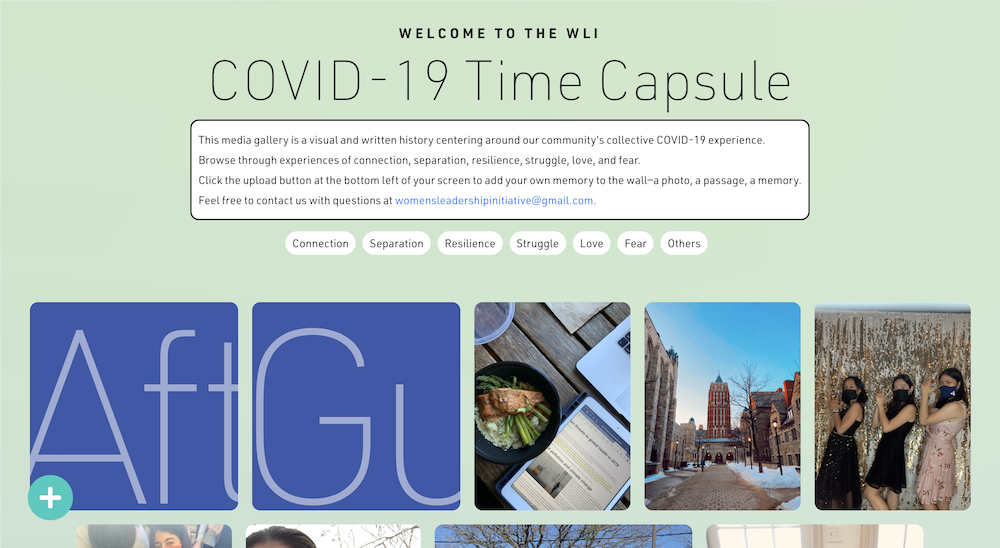 WELCOME TO THE WLI
COVID-19 Time Capsule
This media gallery is a visual and written history centering around our community's collective COVID-19 experience.
Browse through experiences of connection, separation, resilience, struggle, love, and fear.
Click the upload button at the bottom left of your screen to add your own memory to the wall—a photo, a passage, a memory.
Feel free to contact us with questions at womensleadershipinitiative@gmail.com.
Connection
Separation
Resilience
Struggle
Love
Fear
Others
Aft
Gu